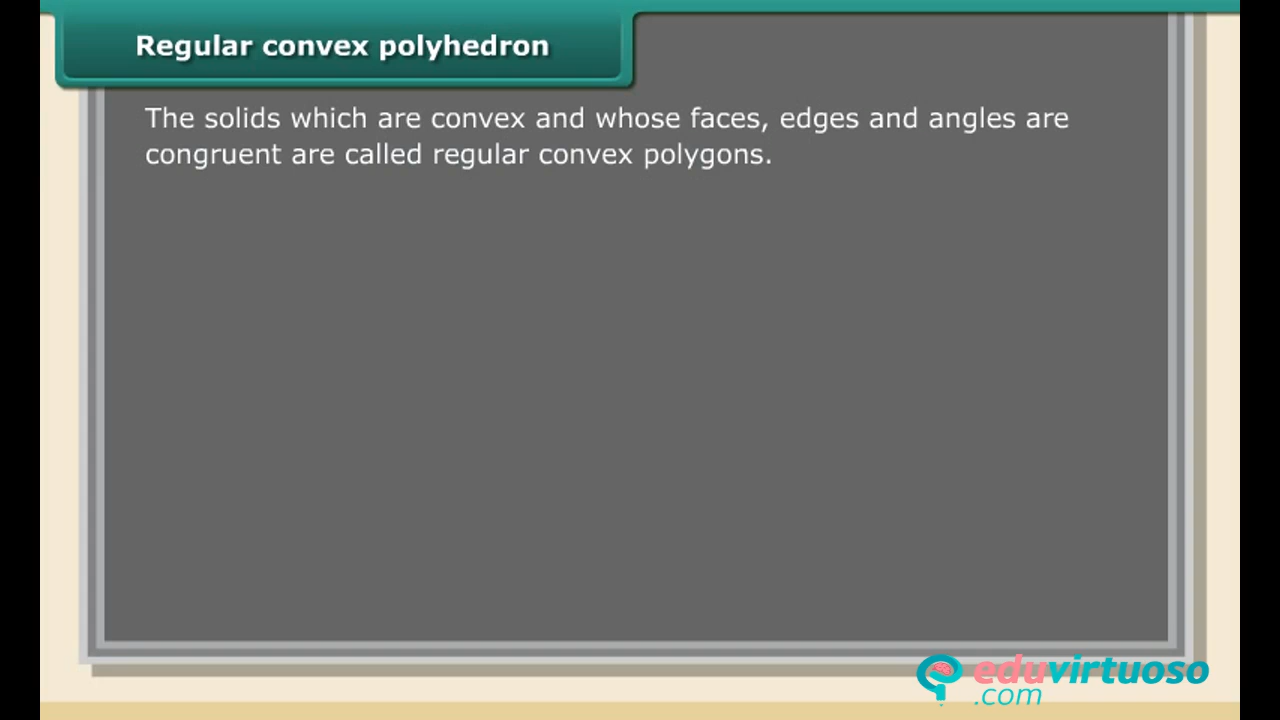 Regular convex polyhedron
The solids which are convex and whose faces, edges and angles are
congruent are called regular convex polygons.
eduvirtuoso
.com